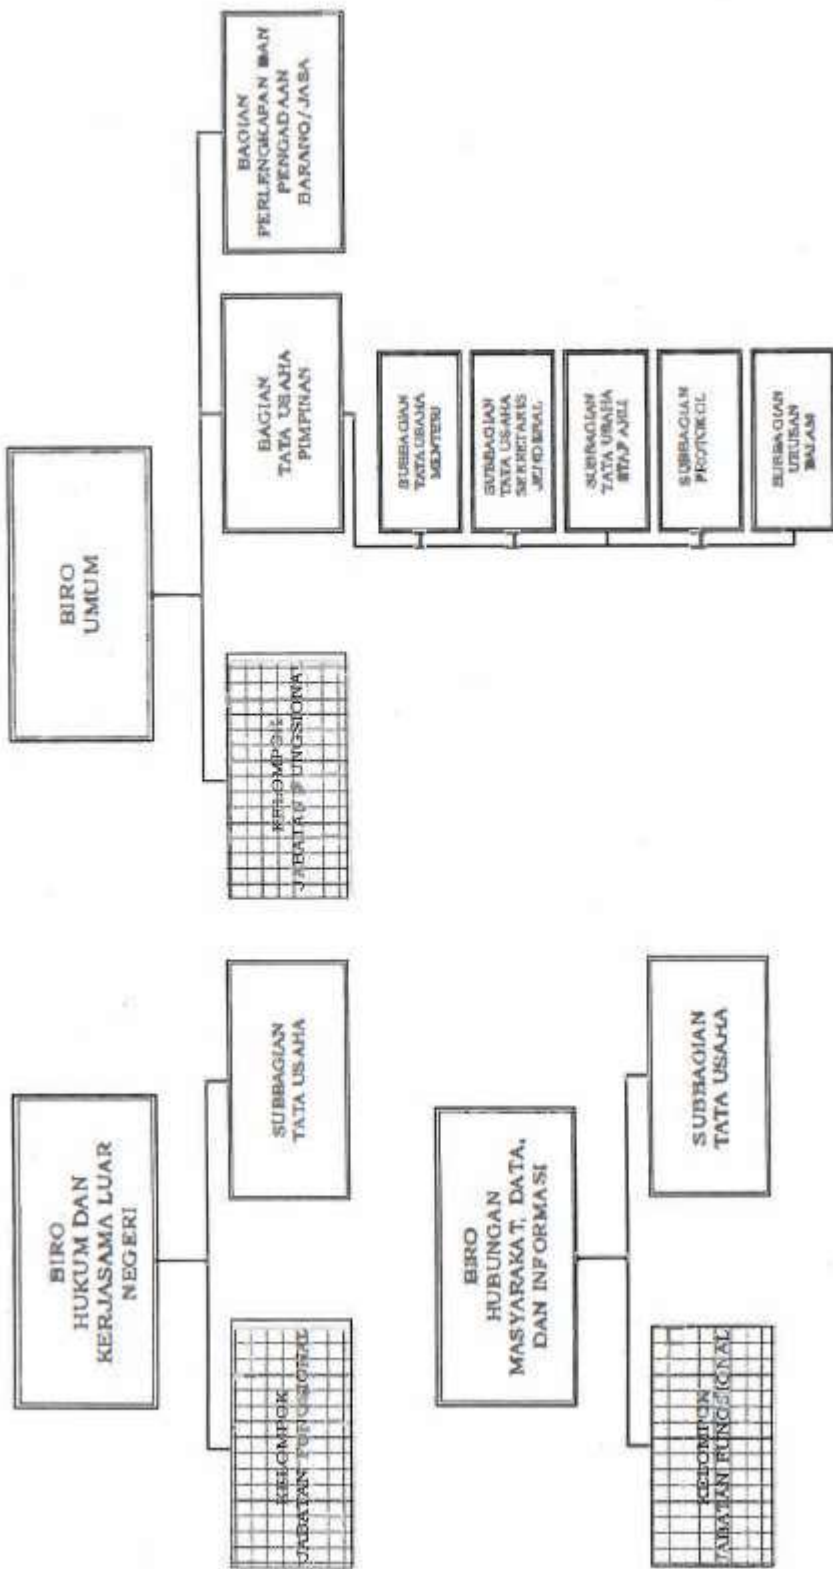 BIRO
HUKUM DAN
KERJASAMA LUAR
NEGERI
KELOMPOK
JABATAN FUNGSIONAL
SUBBAGIAN
TATA USAHA
BIRO
UMUM
KELOMPOK
JABATAN FUNGSIONAL
BAGIAN
TATA USAHA
PIMPINAN
BAGIAN
PERLENGKAPAN DAN
PENGADAAN
BARANG/JASA
SUBBAGIAN
TATA USAHA
MENTERI
SUBBAGIAN
TATA USAHA
SEKRETARIS
JENDERAL
SUBBAGIAN
TATA USAHA
STAF AHLI
SUBBAGIAN
PROTOKOL
SUBBAGIAN
URUSAN
DALAM
BIRO
HUBUNGAN
MASYARAKAT, DATA,
DAN INFORMASI
KELOMPOK
JABATAN FUNGSIONAL
SUBBAGIAN
TATA USAHA